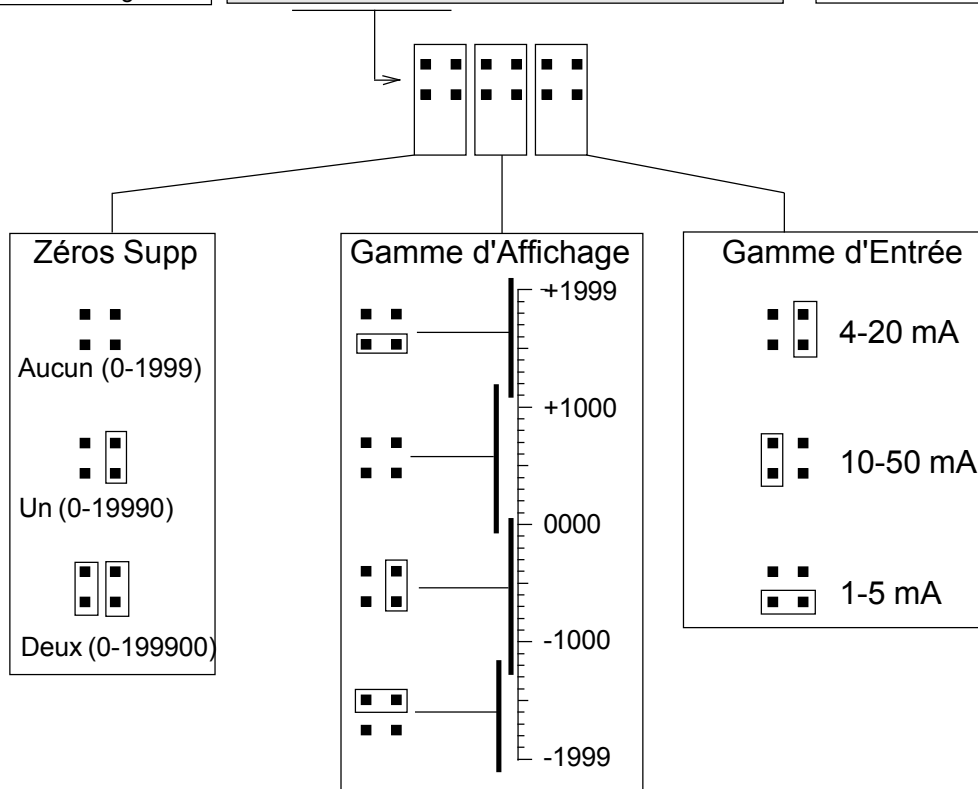 Zéros Supp
Aucun (0-1999)
Un (0-19990)
Deux (0-199900)
Gamme d'Affichage
+1999
+1000
0000
-1000
-1999
Gamme d'Entrée
4-20 mA
10-50 mA
1-5 mA